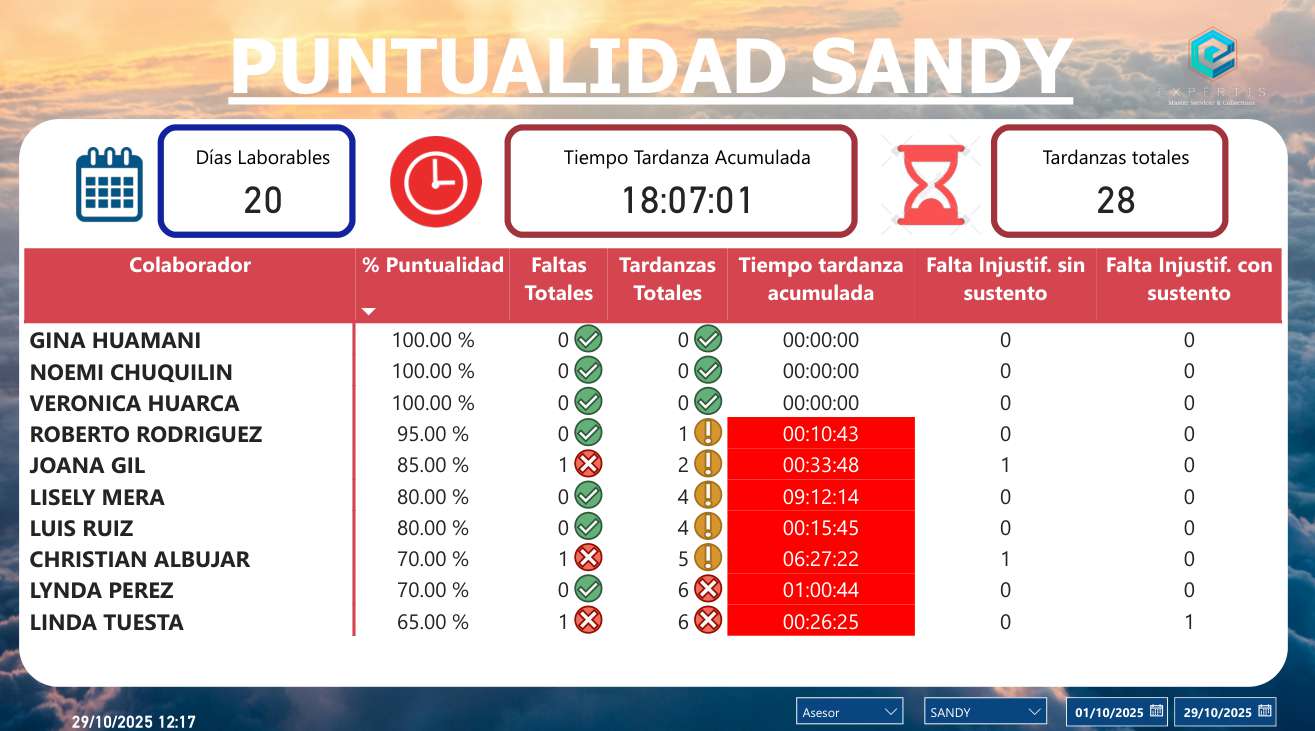 PUNTUALIDAD SANDY
EXPERTIS
Master Servicer & Collections
Días Laborables
20
Tiempo Tardanza Acumulada
18:07:01
Tardanzas totales
28
Colaborador % Puntualidad Faltas Totales Tardanzas Totales Tiempo tardanza acumulada Falta Injustif. sin sustento Falta Injustif. con sustento
GINA HUAMANI 100.00 % 0 0 00:00:00 0 0
NOEMI CHUQUILIN 100.00 % 0 0 00:00:00 0 0
VERONICA HUARCA 100.00 % 0 0 00:00:00 0 0
ROBERTO RODRIGUEZ 95.00 % 0 1 00:10:43 0 0
JOANA GIL 85.00 % 1 2 00:33:48 1 0
LISELY MERA 80.00 % 0 4 09:12:14 0 0
LUIS RUIZ 80.00 % 0 4 00:15:45 0 0
CHRISTIAN ALBUJAR 70.00 % 1 5 06:27:22 1 0
LYNDA PEREZ 70.00 % 0 6 01:00:44 0 0
LINDA TUESTA 65.00 % 1 6 00:26:25 0 1
29/10/2025 12:17
Asesor
SANDY
01/10/2025
29/10/2025